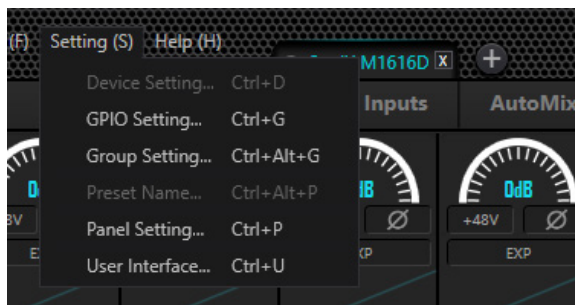 (F) Setting (S) Help (H)
M1616D X +
Device Setting... Ctrl+D
GPIO Setting... Ctrl+G
Group Setting... Ctrl+Alt+G
Preset Name... Ctrl+Alt+P
Panel Setting... Ctrl+P
User Interface... Ctrl+U
Inputs AutoMix
0dB
+48V Ø
EXP